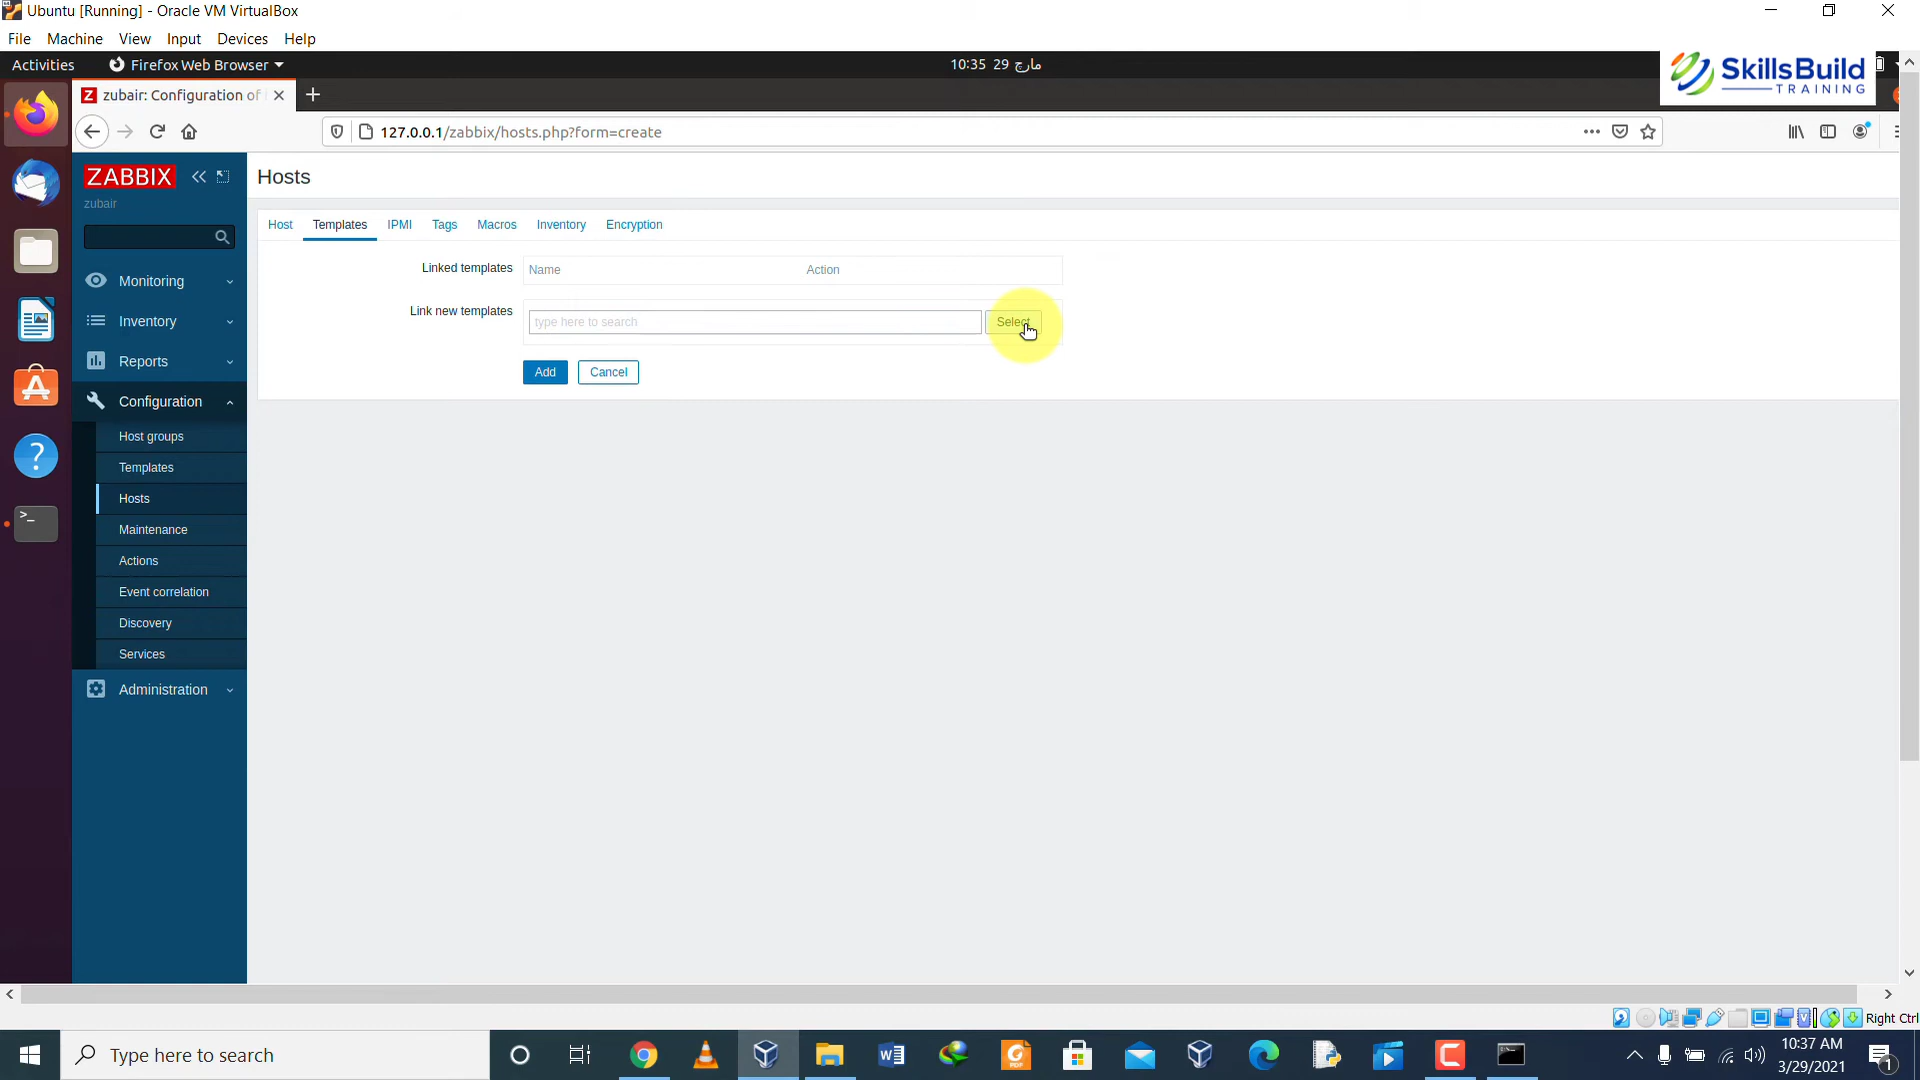 Ubuntu [Running] - Oracle VM VirtualBox
File Machine View Input Devices Help
Activities Firefox Web Browser 10:35 29 مارچ
SkillsBuild
TRAINING
zubair: Configuration of
127.0.0.1/zabbix/hosts.php?form=create
ZABBIX
zubair
Hosts
Host Templates IPMI Tags Macros Inventory Encryption
Linked templates Name Action
Link new templates type here to search Select
Add Cancel
Monitoring
Inventory
Reports
Configuration
Host groups
Templates
Hosts
Maintenance
Actions
Event correlation
Discovery
Services
Administration
Right Ctrl
Type here to search
10:37 AM
3/29/2021
1